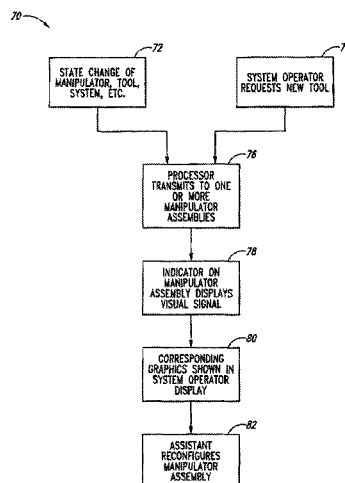 70
72
STATE CHANGE OF
MANIPULATOR, TOOL,
SYSTEM, ETC.
7
SYSTEM OPERATOR
REQUESTS NEW TOOL
76
PROCESSOR
TRANSMITS TO ONE
OR MORE
MANIPULATOR
ASSEMBLIES
78
INDICATOR ON
MANIPULATOR
ASSEMBLY DISPLAYS
VISUAL SIGNAL
80
CORRESPONDING
GRAPHICS SHOWN IN
SYSTEM OPERATOR
DISPLAY
82
ASSISTANT
RECONFIGURES
MANIPULATOR
ASSEMBLY